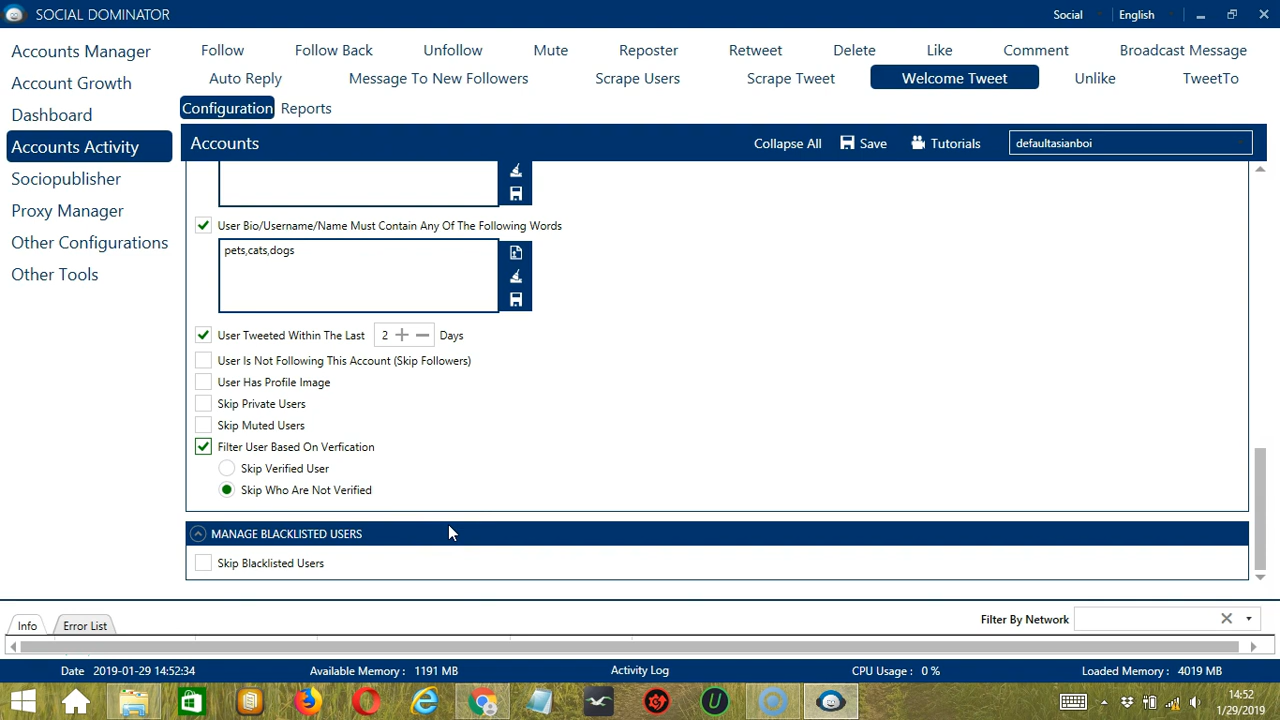 SOCIAL DOMINATOR Social English
Accounts Manager
Account Growth
Dashboard
Accounts Activity
Sociopublisher
Proxy Manager
Other Configurations
Other Tools
Follow Follow Back Unfollow Mute Reposter Retweet Delete Like Comment Broadcast Message
Auto Reply Message To New Followers Scrape Users Scrape Tweet Welcome Tweet Unlike TweetTo
Configuration Reports
Accounts Collapse All Save Tutorials defaultasianboi
User Bio/Username/Name Must Contain Any Of The Following Words
pets,cats,dogs
User Tweeted Within The Last 2 Days
User Is Not Following This Account (Skip Followers)
User Has Profile Image
Skip Private Users
Skip Muted Users
Filter User Based On Verfication
Skip Verified User
Skip Who Are Not Verified
MANAGE BLACKLISTED USERS
Skip Blacklisted Users
Info Error List Filter By Network
Date 2019-01-29 14:52:34 Available Memory : 1191 MB Activity Log CPU Usage : 0 % Loaded Memory : 4019 MB
14:52
1/29/2019